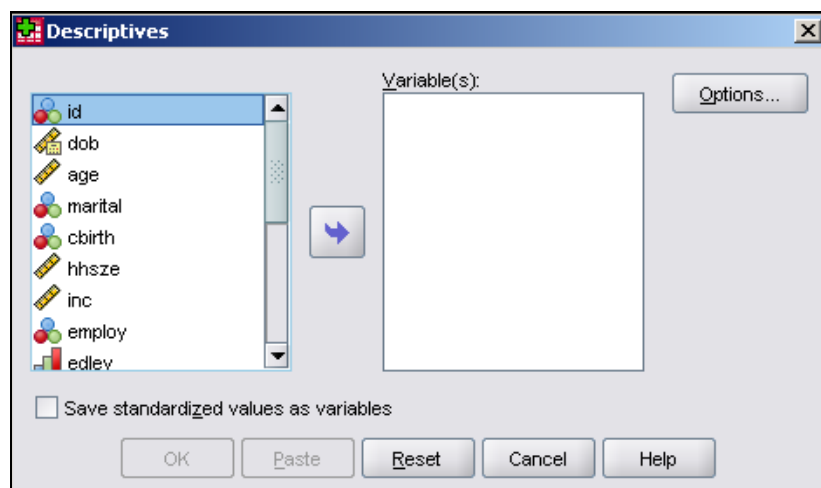 Descriptives
Variable(s):
Options...
id
dob
age
marital
cbirth
hhsze
inc
employ
edlev
Save standardized values as variables
OK
Paste
Reset
Cancel
Help